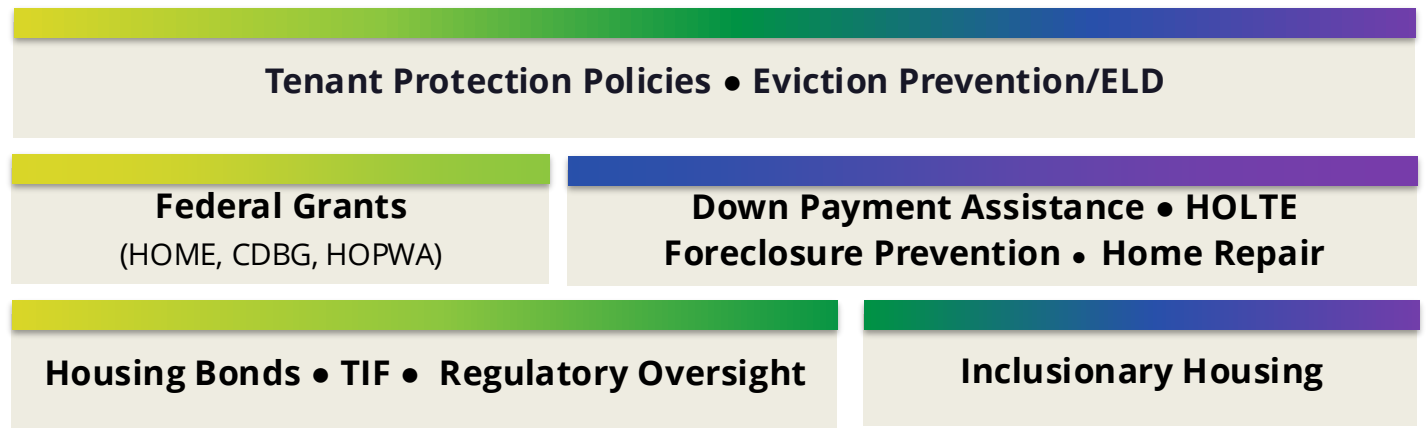 Tenant Protection Policies ● Eviction Prevention/ELD
Federal Grants
(HOME, CDBG, HOPWA)
Down Payment Assistance ● HOLTE
Foreclosure Prevention ● Home Repair
Housing Bonds ● TIF ● Regulatory Oversight
Inclusionary Housing